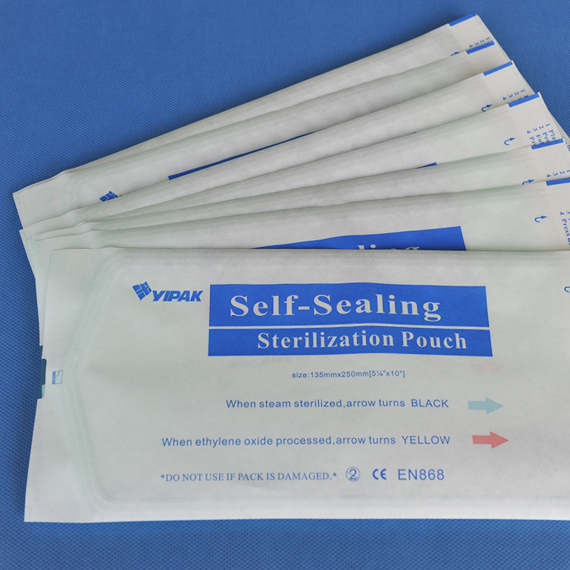 YIPAK
Self-Sealing
Sterilization Pouch
size:135mmx250mm[5¼"x10"]
When steam sterilized,arrow turns BLACK
When ethylene oxide processed,arrow turns YELLOW
*DO NOT USE IF PACK IS DAMAGED.* ② CE EN868